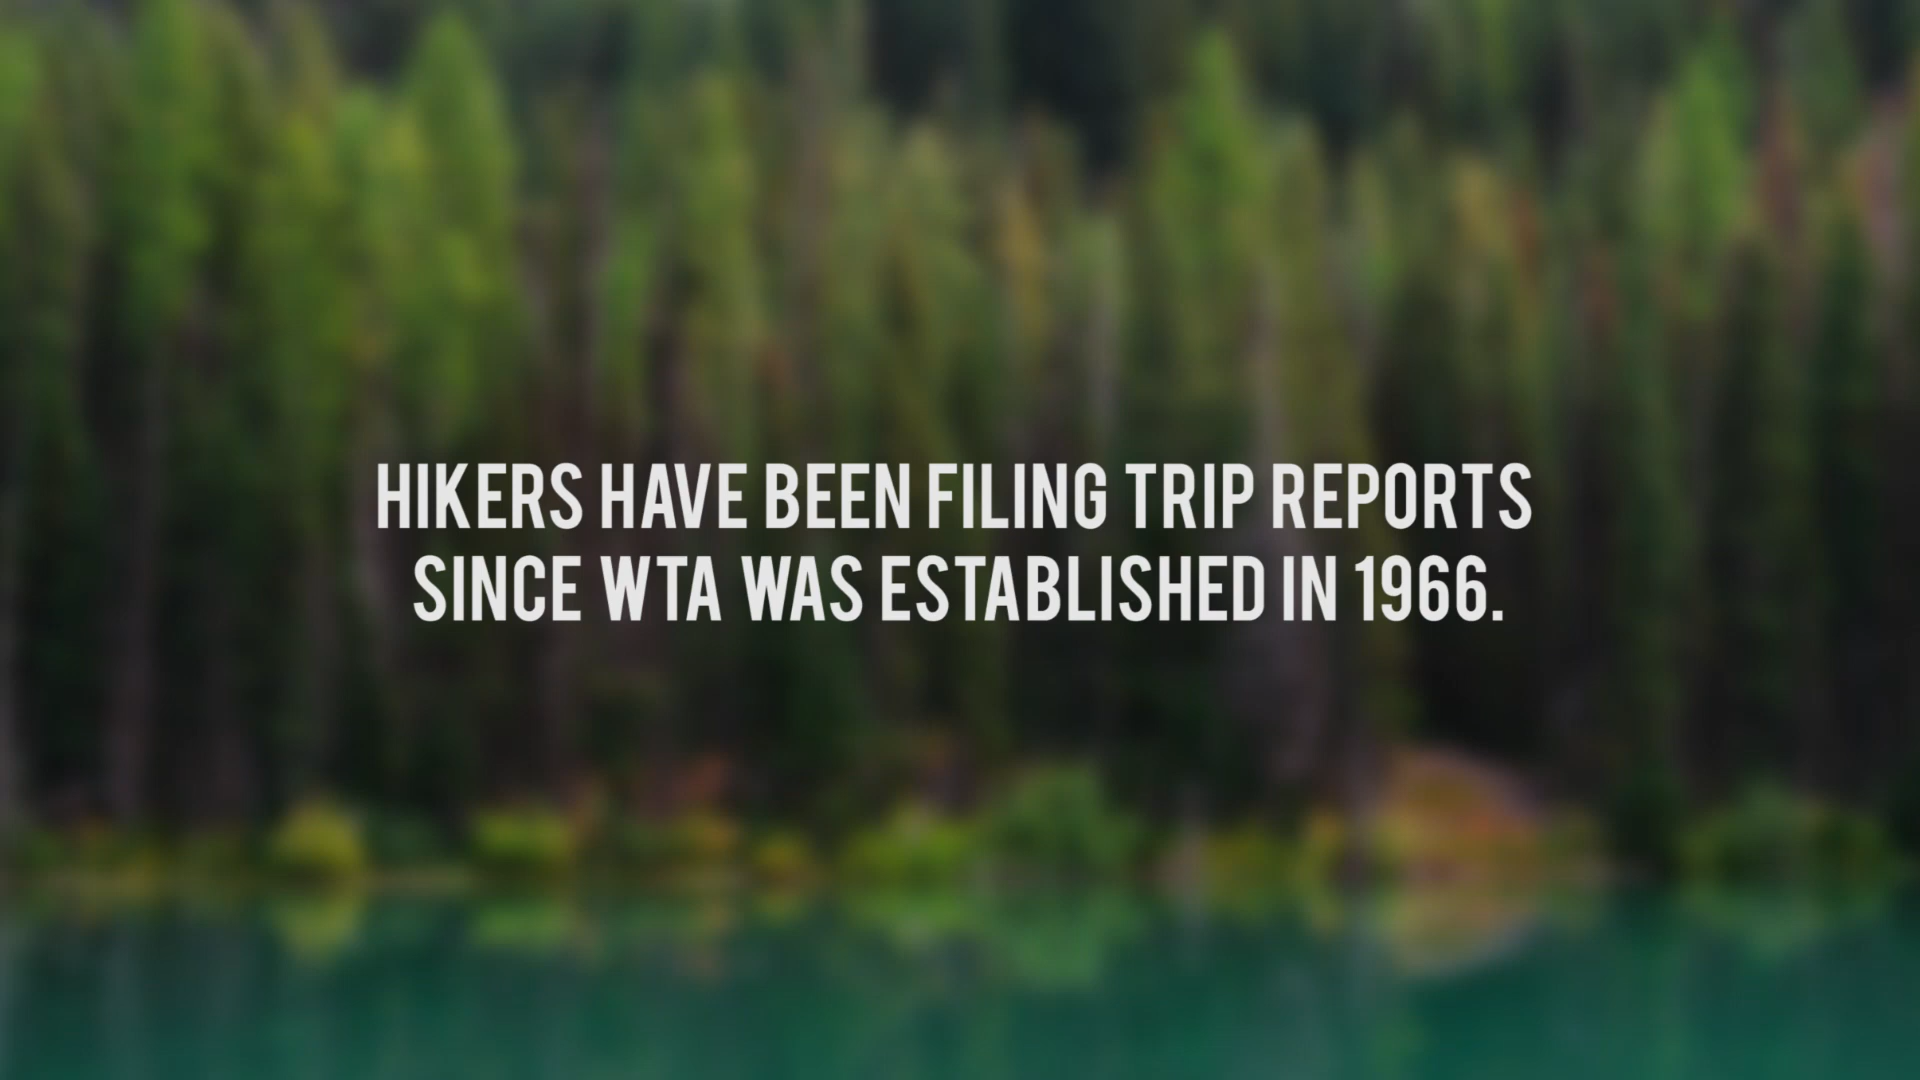 HIKERS HAVE BEEN FILING TRIP REPORTS
SINCE WTA WAS ESTABLISHED IN 1966.